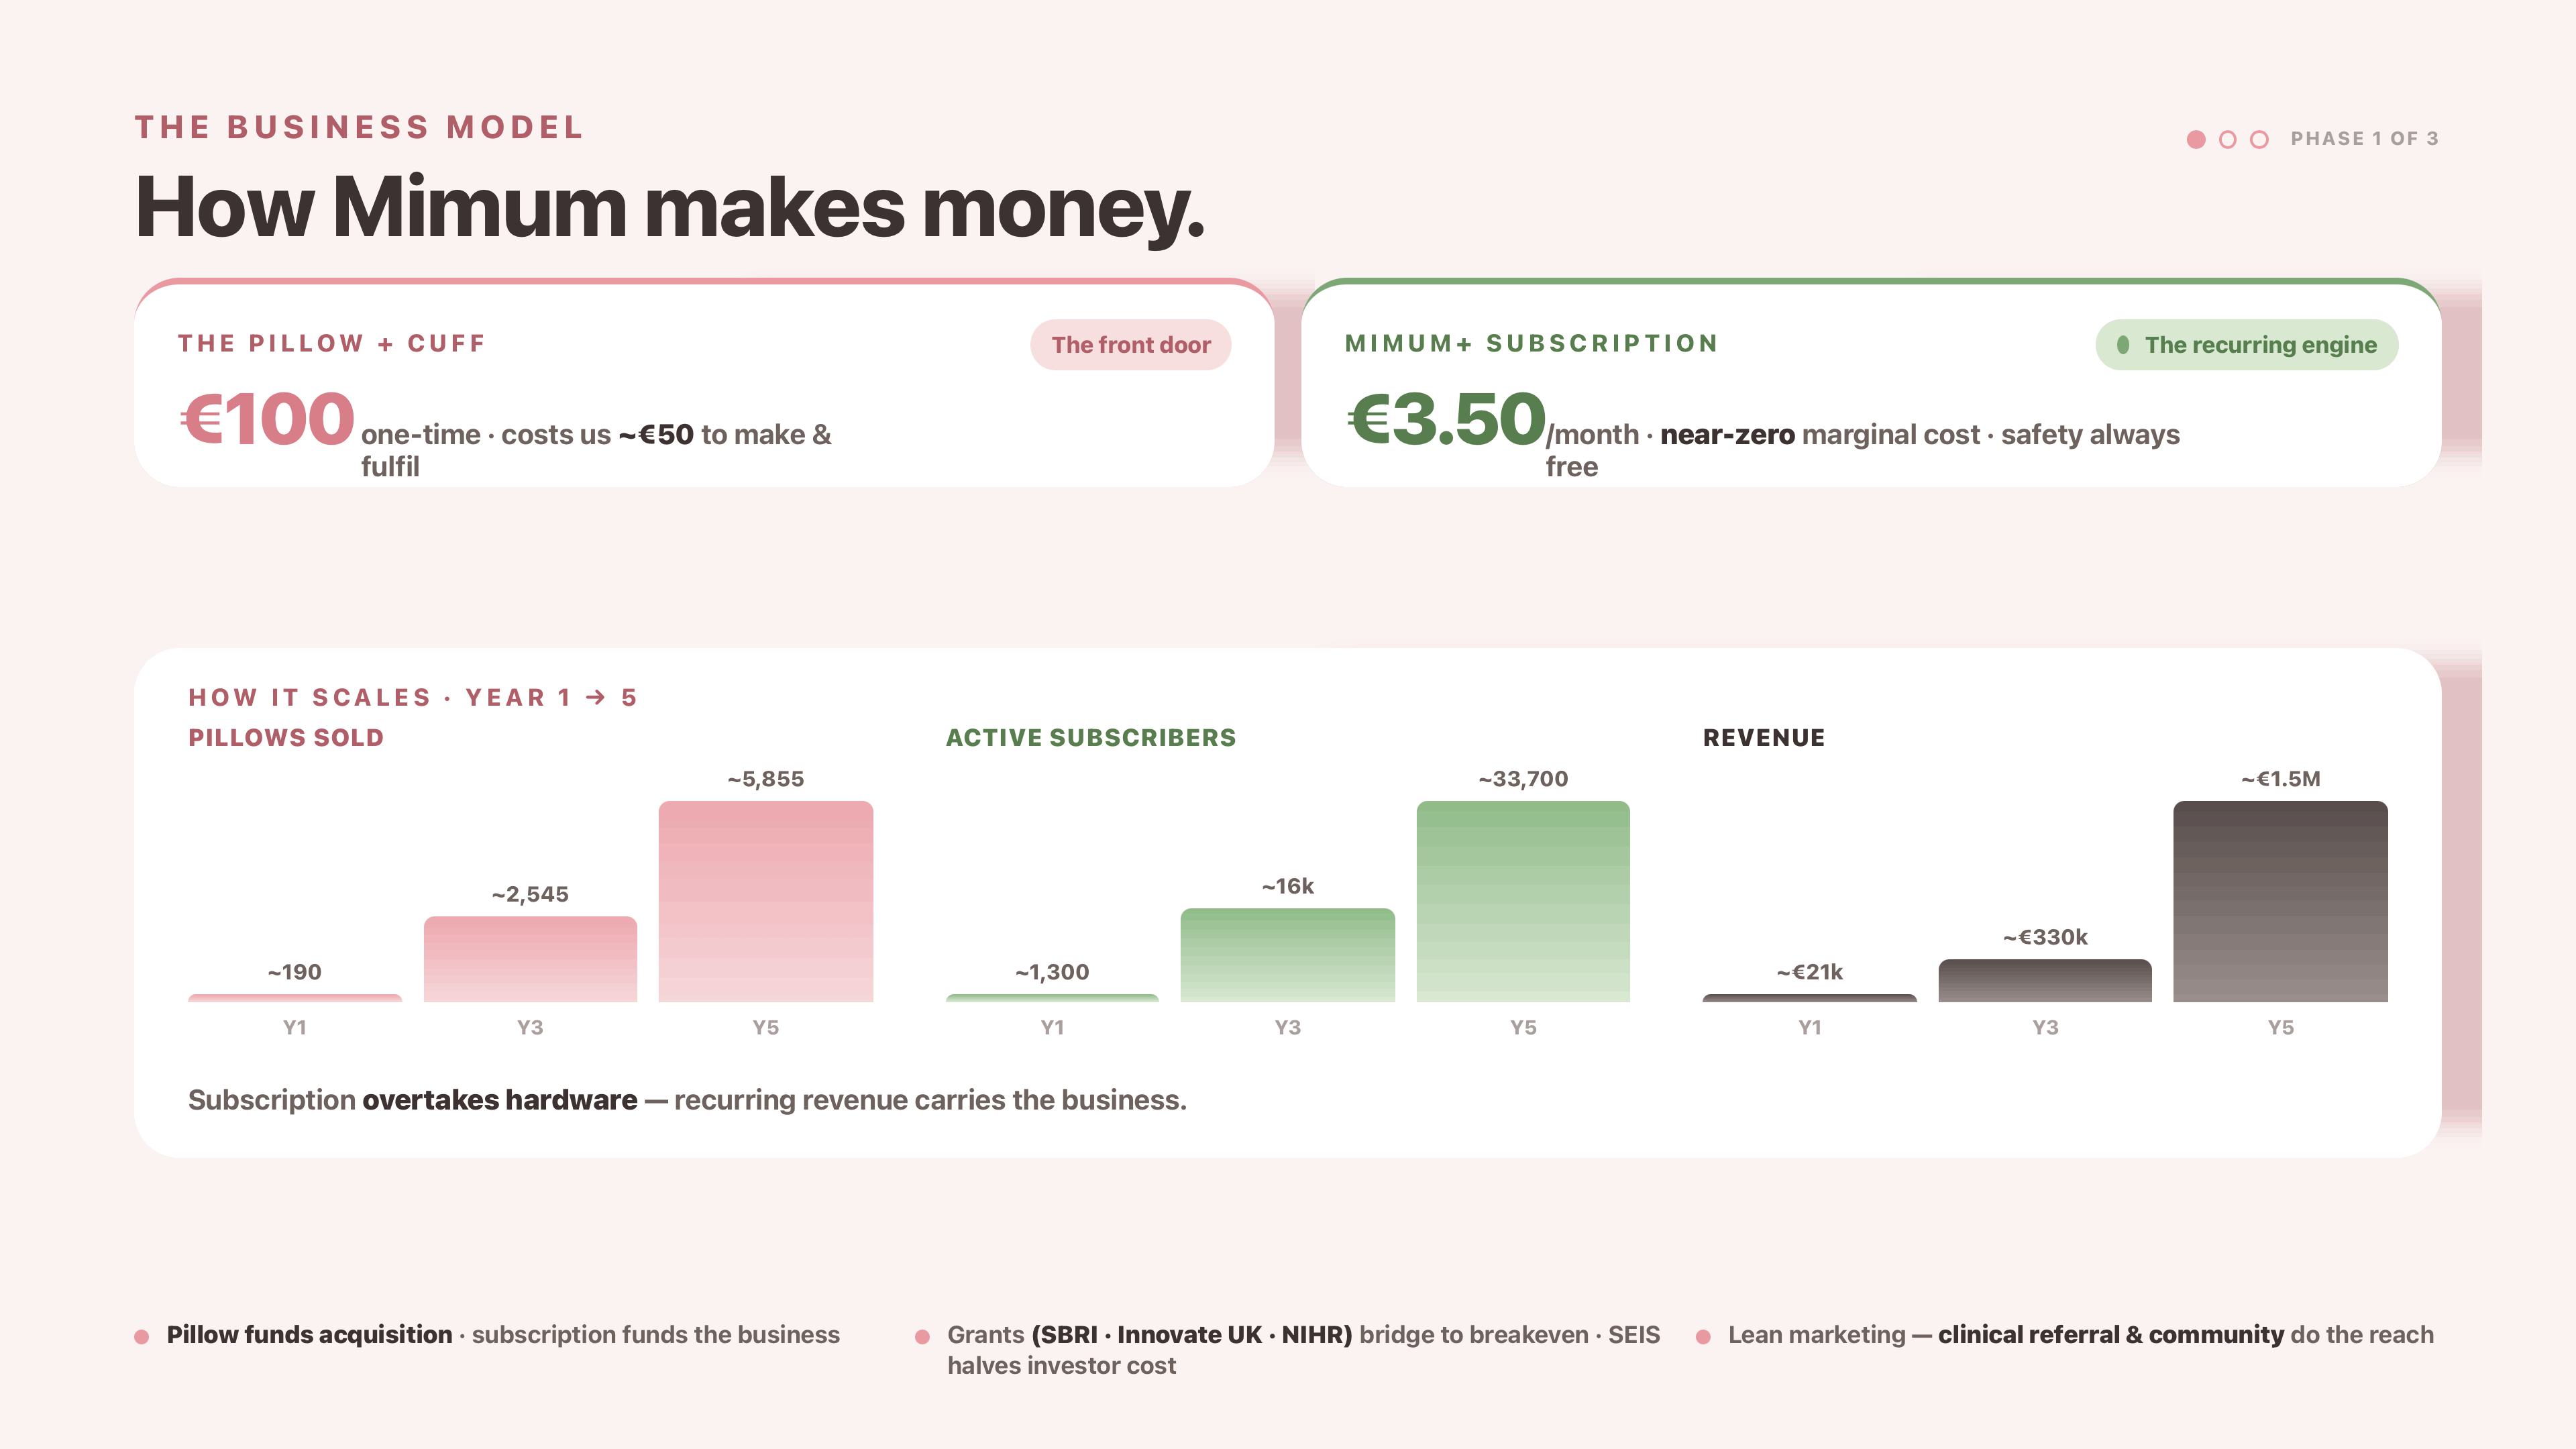 THE BUSINESS MODEL
PHASE 1 OF 3
How Mimum makes money.
THE PILLOW + CUFF
The front door
€100 one-time · costs us ~€50 to make &
fulfil
MIMUM+ SUBSCRIPTION
The recurring engine
€3.50/month · near-zero marginal cost · safety always
free
HOW IT SCALES · YEAR 1 → 5
PILLOWS SOLD
~190
~2,545
~5,855
Y1
Y3
Y5
ACTIVE SUBSCRIBERS
~1,300
~16k
~33,700
Y1
Y3
Y5
REVENUE
~€21k
~€330k
~€1.5M
Y1
Y3
Y5
Subscription overtakes hardware — recurring revenue carries the business.
Pillow funds acquisition · subscription funds the business
Grants (SBRI · Innovate UK · NIHR) bridge to breakeven · SEIS
halves investor cost
Lean marketing — clinical referral & community do the reach